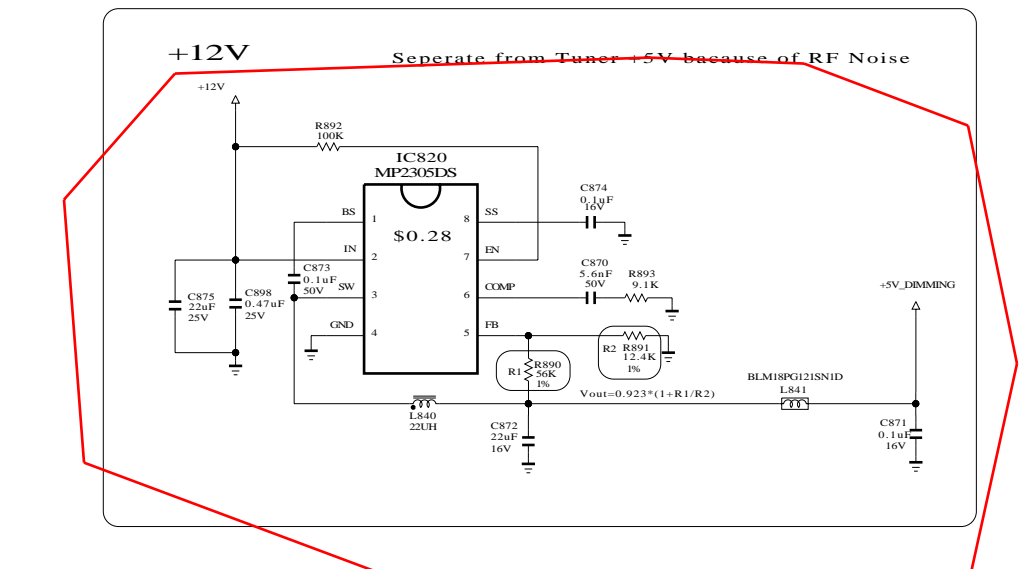 +12V
Seperate from Tuner +5V bacause of RF Noise
+12V
R892
100K
IC820
MP2305DS
$0.28
BS
1
IN
2
SW
3
GND
4
8
SS
7
EN
6
COMP
5
FB
C874
0.1uF
16V
C870
5.6nF
50V
R893
9.1K
C873
0.1uF
50V
C875
22uF
25V
C898
0.47uF
25V
+5V_DIMMING
R1
R890
56K
1%
R2
R891
12.4K
1%
Vout=0.923*(1+R1/R2)
BLM18PG121SN1D
L841
L840
22UH
C872
22uF
16V
C871
0.1uF
16V